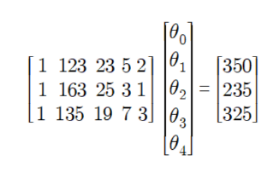 [1 123 23 5 2] [θ₀] [350]
[1 163 25 3 1] [θ₁] = [235]
[1 135 19 7 3] [θ₂] [325]
[θ₃]
[θ₄]